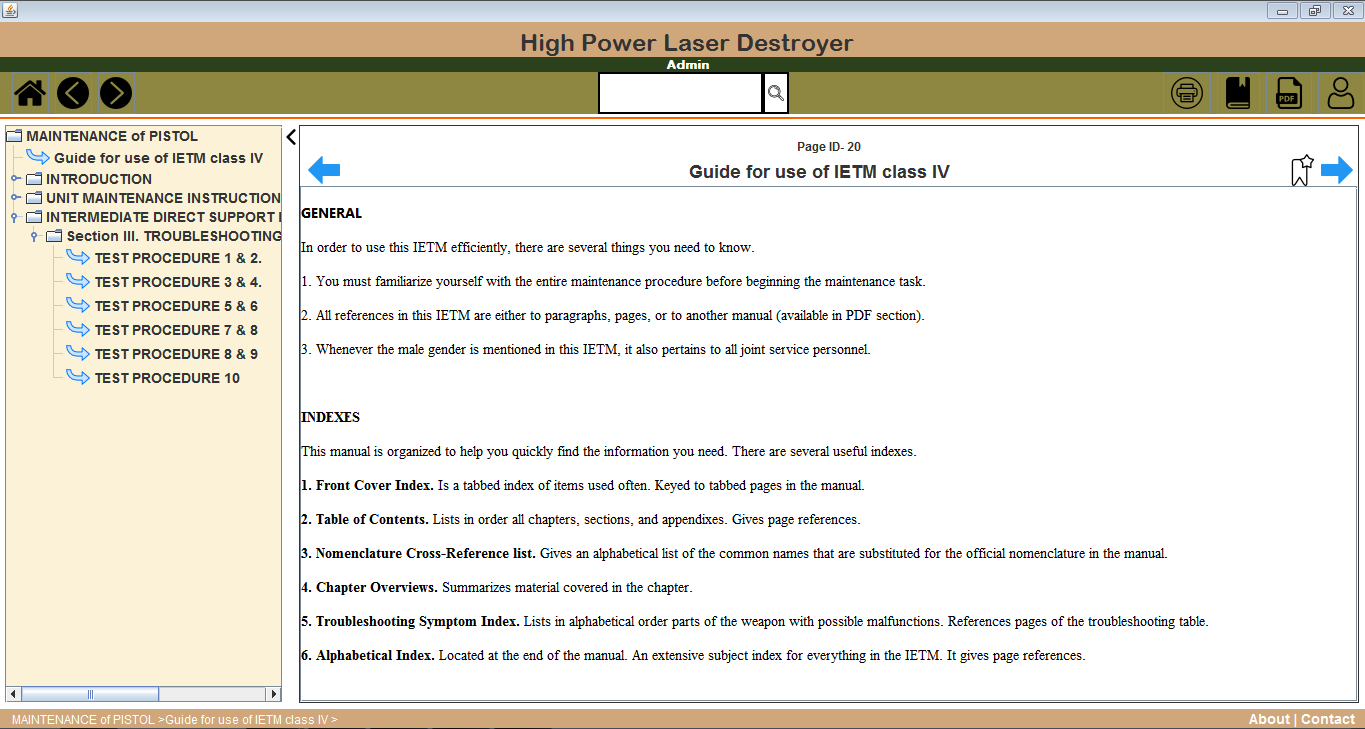 High Power Laser Destroyer
Admin
PDF
MAINTENANCE of PISTOL
Guide for use of IETM class IV
INTRODUCTION
UNIT MAINTENANCE INSTRUCTION
INTERMEDIATE DIRECT SUPPORT
Section III. TROUBLESHOOTING
TEST PROCEDURE 1 & 2.
TEST PROCEDURE 3 & 4.
TEST PROCEDURE 5 & 6
TEST PROCEDURE 7 & 8
TEST PROCEDURE 8 & 9
TEST PROCEDURE 10
Page ID- 20
Guide for use of IETM class IV
GENERAL
In order to use this IETM efficiently, there are several things you need to know.
1. You must familiarize yourself with the entire maintenance procedure before beginning the maintenance task.
2. All references in this IETM are either to paragraphs, pages, or to another manual (available in PDF section).
3. Whenever the male gender is mentioned in this IETM, it also pertains to all joint service personnel.
INDEXES
This manual is organized to help you quickly find the information you need. There are several useful indexes.
1. Front Cover Index. Is a tabbed index of items used often. Keyed to tabbed pages in the manual.
2. Table of Contents. Lists in order all chapters, sections, and appendixes. Gives page references.
3. Nomenclature Cross-Reference list. Gives an alphabetical list of the common names that are substituted for the official nomenclature in the manual.
4. Chapter Overviews. Summarizes material covered in the chapter.
5. Troubleshooting Symptom Index. Lists in alphabetical order parts of the weapon with possible malfunctions. References pages of the troubleshooting table.
6. Alphabetical Index. Located at the end of the manual. An extensive subject index for everything in the IETM. It gives page references.
MAINTENANCE of PISTOL >Guide for use of IETM class IV >
About | Contact